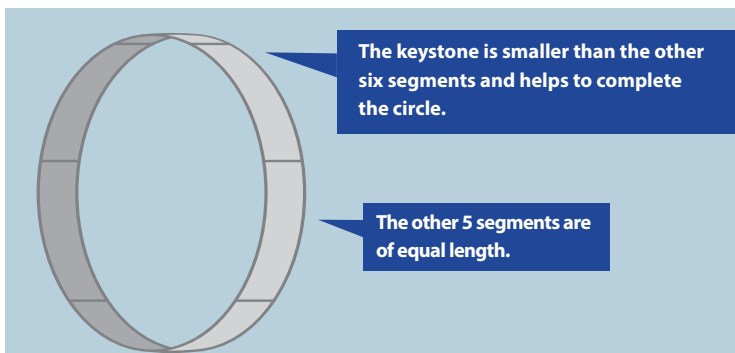 The keystone is smaller than the other
six segments and helps to complete
the circle.
The other 5 segments are
of equal length.